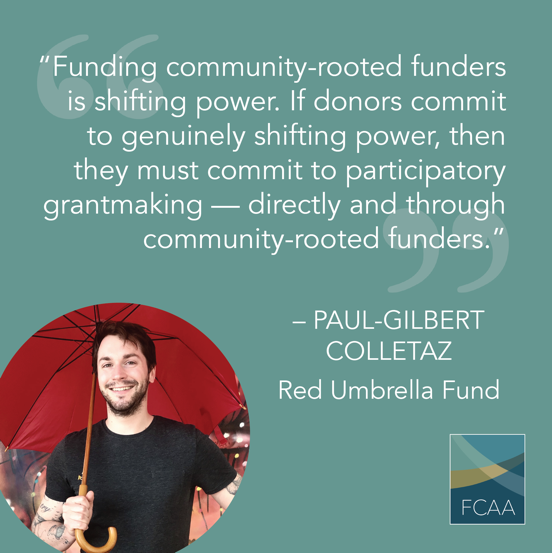 “Funding community-rooted funders
is shifting power. If donors commit
to genuinely shifting power, then
they must commit to participatory
grantmaking — directly and through
community-rooted funders.”
– PAUL-GILBERT
COLLETAZ
Red Umbrella Fund
FCAA